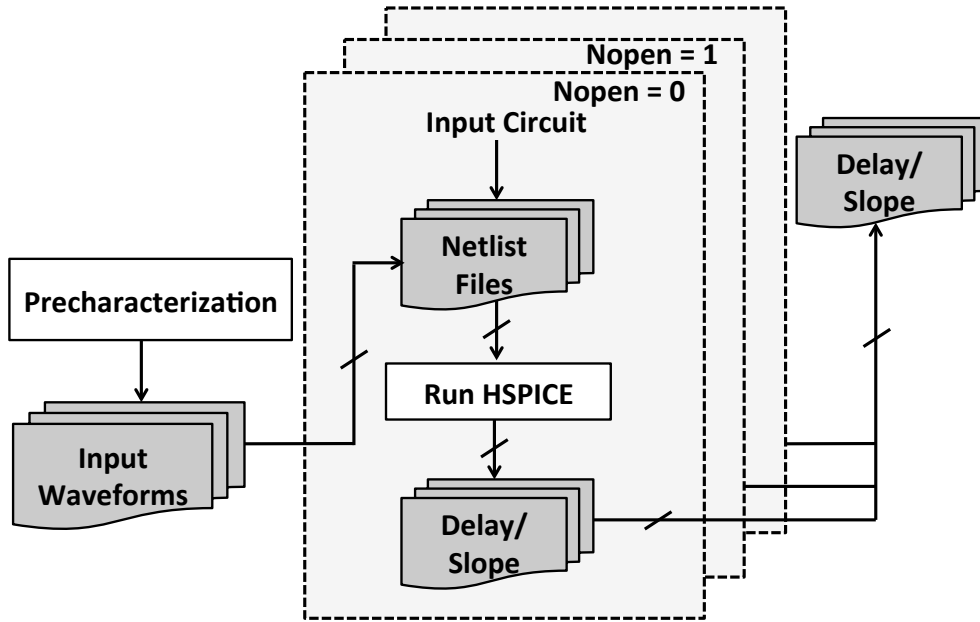 Nopen = 1
Nopen = 0
Input Circuit
Delay/
Slope
Netlist
Files
Precharacterization
Run HSPICE
Input
Waveforms
Delay/
Slope